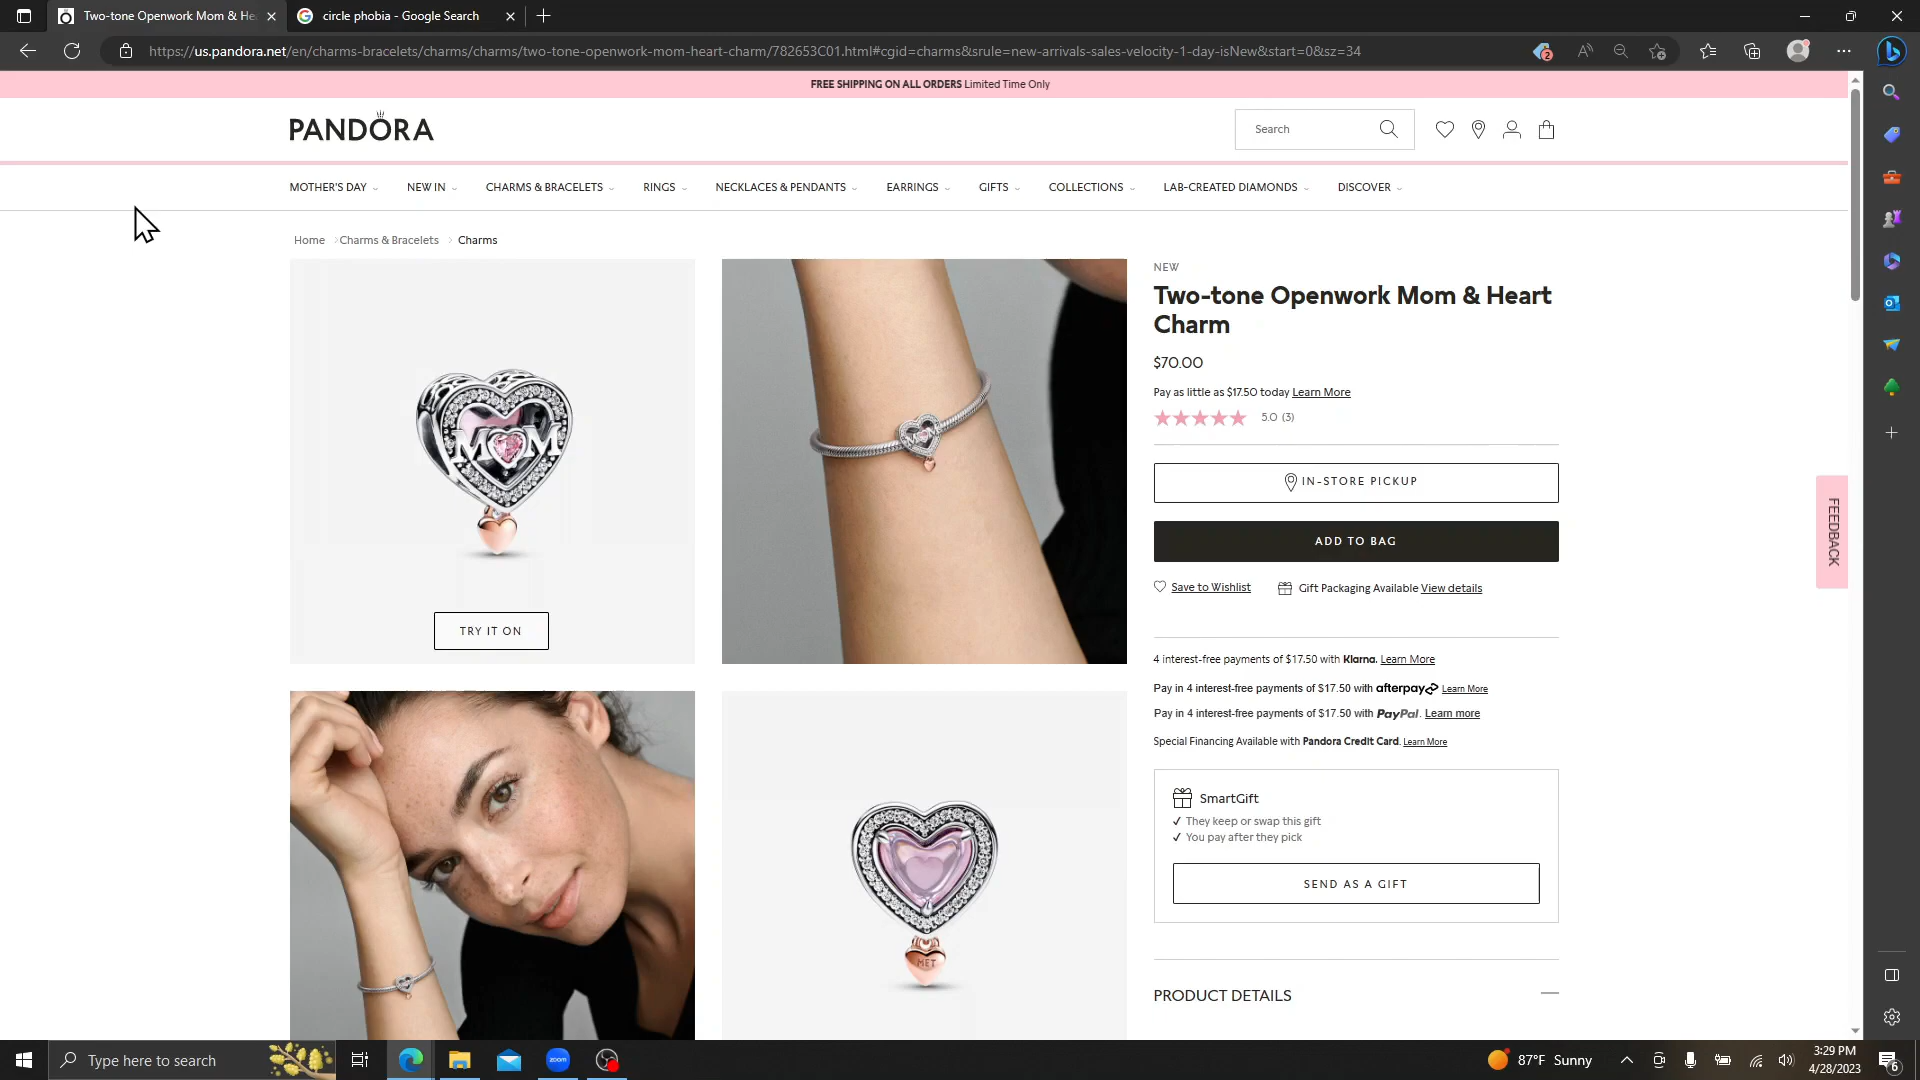 Two-tone Openwork Mom & He
circle phobia - Google Search
https://us.pandora.net/en/charms-bracelets/charms/charms/two-tone-openwork-mom-heart-charm/782653C01.html#cgid=charms&srule=new-arrivals-sales-velocity-1-day-isNew&start=0&sz=34
2
FREE SHIPPING ON ALL ORDERS Limited Time Only
PANDORA
Search
MOTHER'S DAY NEW IN CHARMS & BRACELETS RINGS NECKLACES & PENDANTS EARRINGS GIFTS COLLECTIONS LAB-CREATED DIAMONDS DISCOVER
Home Charms & Bracelets Charms
NEW
Two-tone Openwork Mom & Heart
Charm
$70.00
Pay as little as $17.50 today Learn More
5.0 (3)
MOM
IN-STORE PICKUP
ADD TO BAG
Save to Wishlist Gift Packaging Available View details
TRY IT ON
FEEDBACK
4 interest-free payments of $17.50 with Klarna. Learn More
Pay in 4 interest-free payments of $17.50 with afterpay Learn More
Pay in 4 interest-free payments of $17.50 with PayPal. Learn more
Special Financing Available with Pandora Credit Card. Learn More
SmartGift
✓ They keep or swap this gift
✓ You pay after they pick
SEND AS A GIFT
MET
PRODUCT DETAILS
Type here to search
zoom
87°F Sunny
3:29 PM
4/28/2023
6